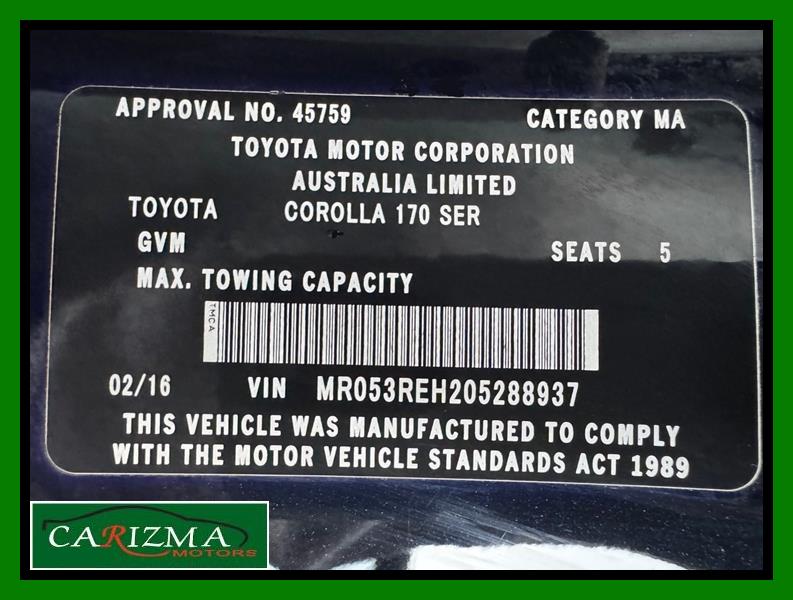 APPROVAL NO. 45759 CATEGORY MA
TOYOTA MOTOR CORPORATION
AUSTRALIA LIMITED
TOYOTA COROLLA 170 SER
GVM SEATS 5
MAX. TOWING CAPACITY
TMCA
02/16 VIN MR053REH205288937
THIS VEHICLE WAS MANUFACTURED TO COMPLY
WITH THE MOTOR VEHICLE STANDARDS ACT 1989
CARIZMA
MOTORS